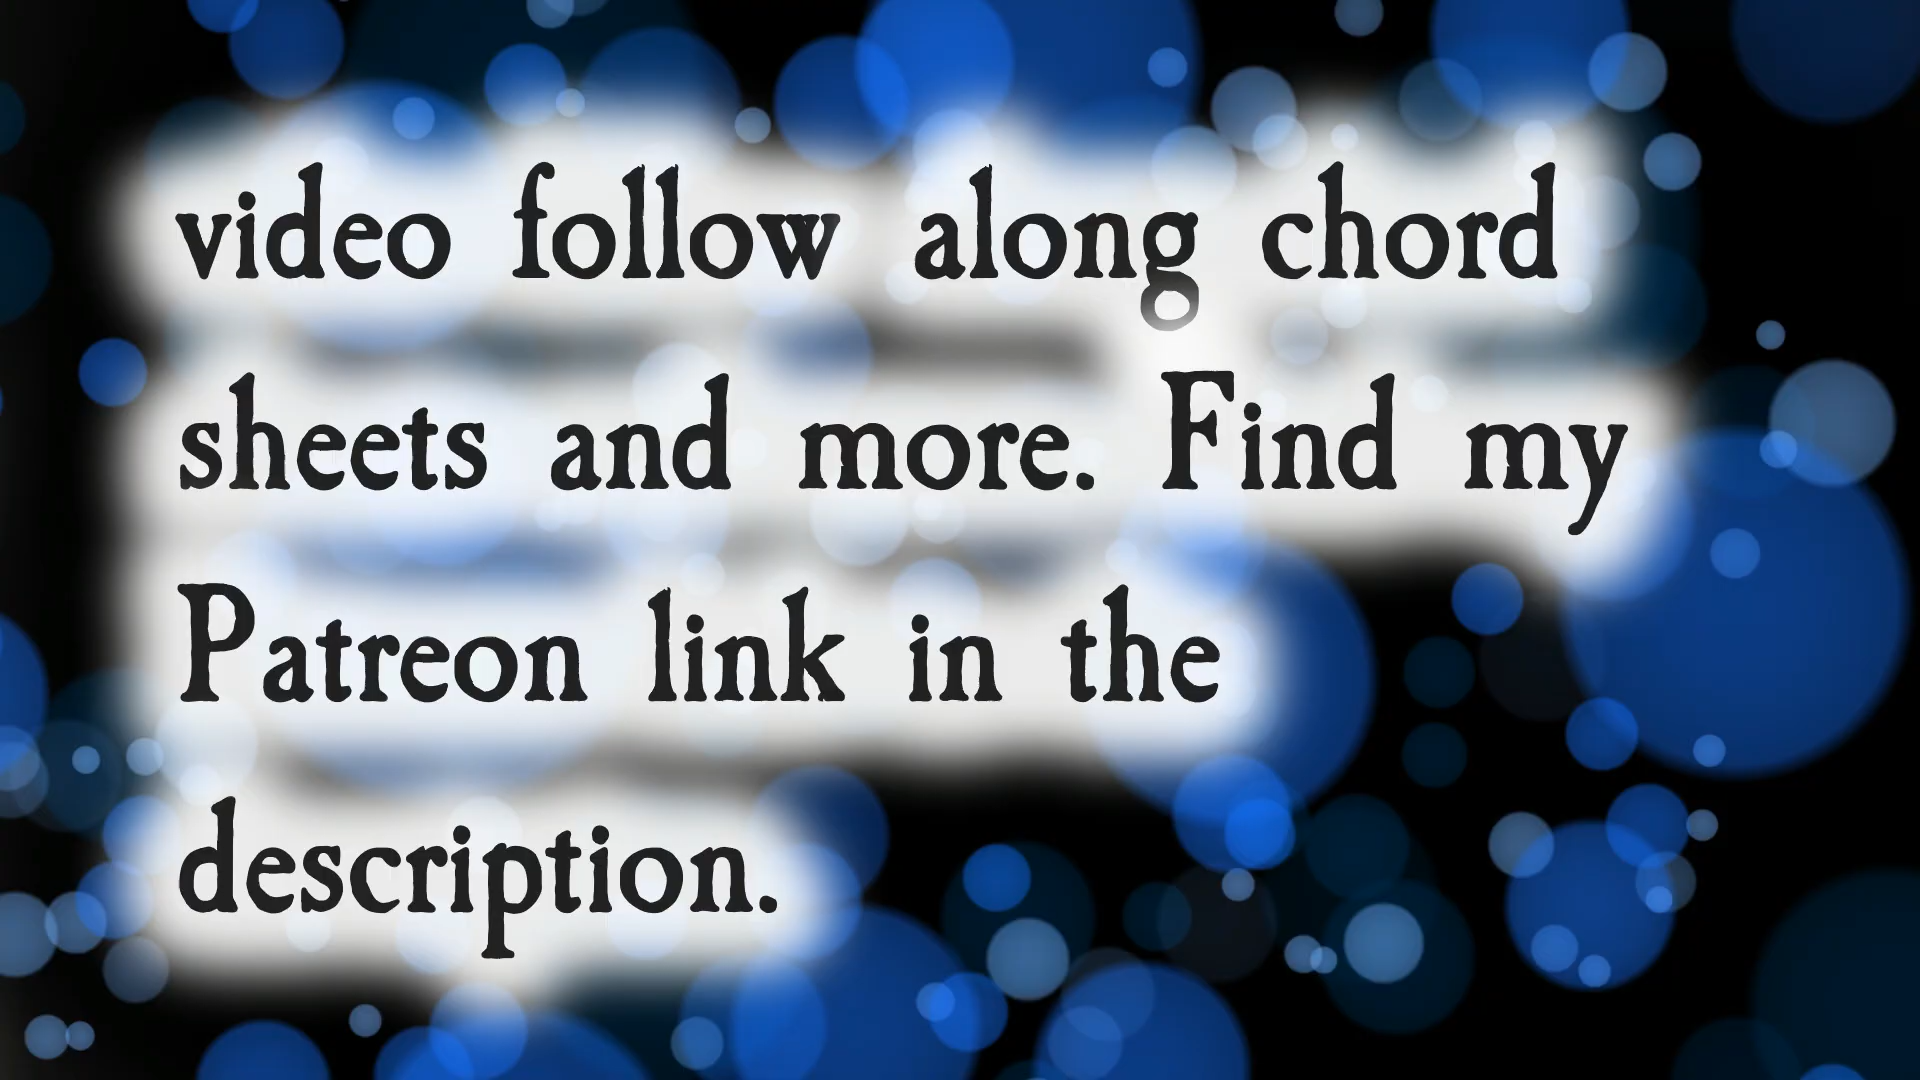 video follow along chord
sheets and more. Find my
Patreon link in the
description.